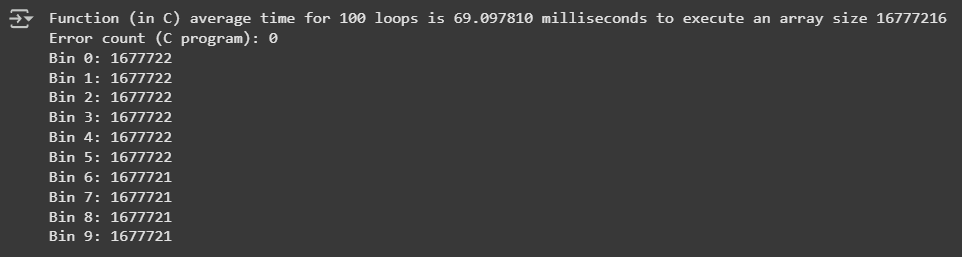 Function (in C) average time for 100 loops is 69.097810 milliseconds to execute an array size 16777216
Error count (C program): 0
Bin 0: 1677722
Bin 1: 1677722
Bin 2: 1677722
Bin 3: 1677722
Bin 4: 1677722
Bin 5: 1677722
Bin 6: 1677721
Bin 7: 1677721
Bin 8: 1677721
Bin 9: 1677721